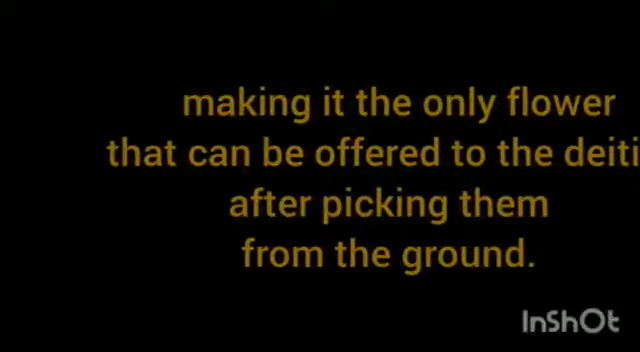 making it the only flower
that can be offered to the deiti
after picking them
from the ground.
InShOt